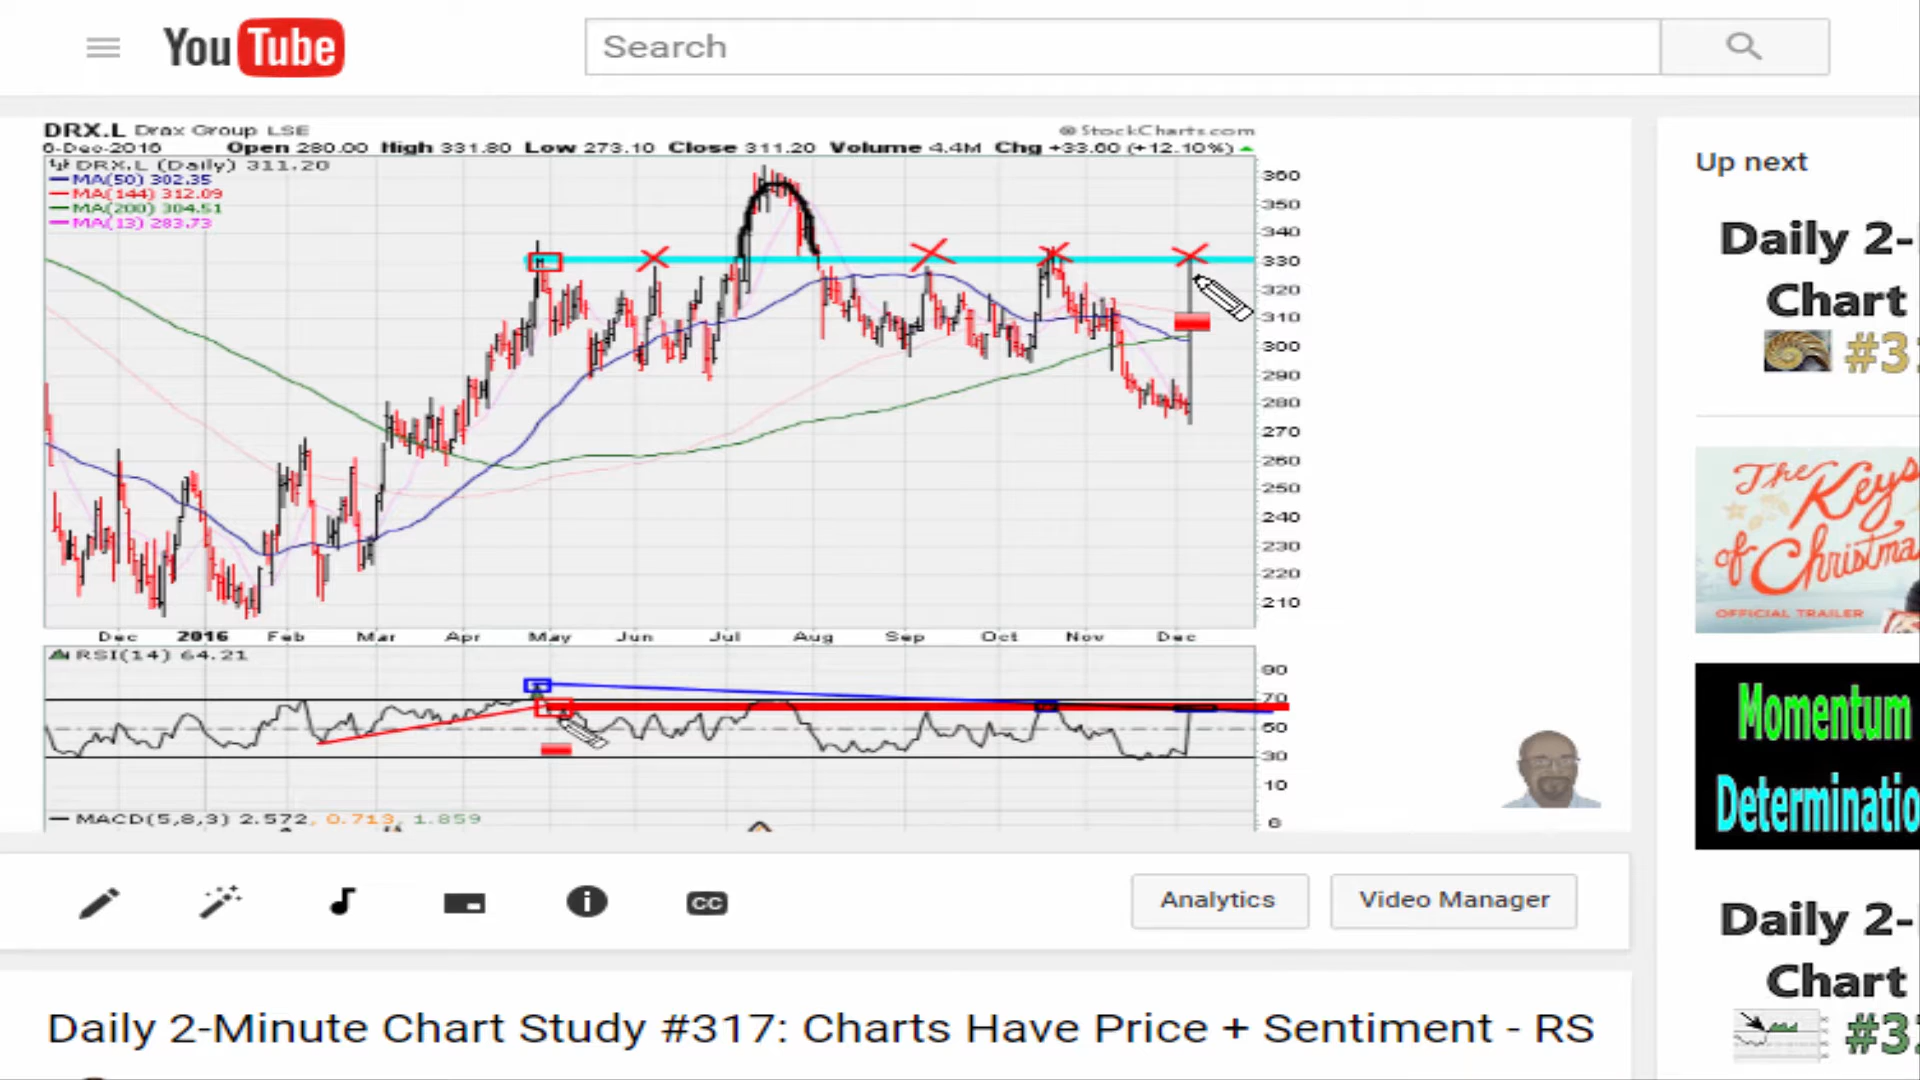 YouTube
Search
DRX.L Drax Group LSE
© StockCharts.com
6-Dec-2016 Open 280.00 High 331.80 Low 273.10 Close 311.20 Volume 4.4M Chg +33.60 (+12.10%)
DRX.L (Daily) 311.20
MA(50) 302.35
MA(144) 312.09
MA(200) 304.51
MA(13) 283.73
360
350
340
330
320
310
300
290
280
270
260
250
240
230
220
210
Dec 2016 Feb Mar Apr May Jun Jul Aug Sep Oct Nov Dec
RSI(14) 64.21
90
70
50
30
10
MACD(5,8,3) 2.572, 0.713, 1.859
Analytics
Video Manager
CC
Daily 2-Minute Chart Study #317: Charts Have Price + Sentiment - RS
Up next
Daily 2-
Chart
#31
The Keys
of Christma
OFFICIAL TRAILER
Momentum
Determinatio
Daily 2-
Chart
#32